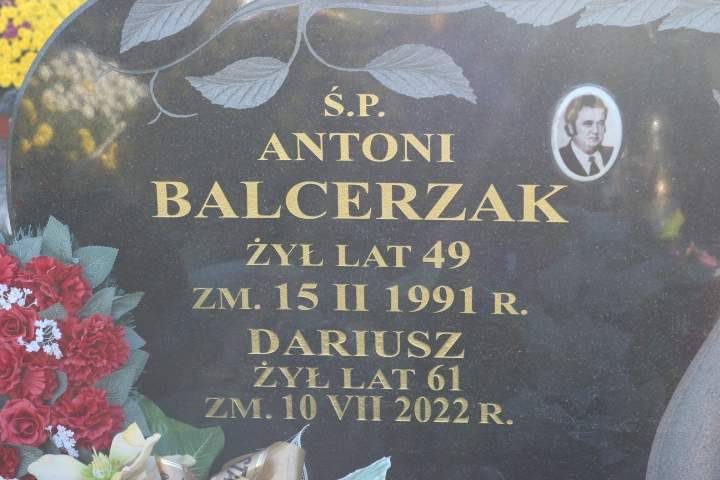 Ś.P.
ANTONI
BALCERZAK
ŻYŁ LAT 49
ZM. 15 II 1991 R.
DARIUSZ
ŻYŁ LAT 61
ZM. 10 VII 2022 R.